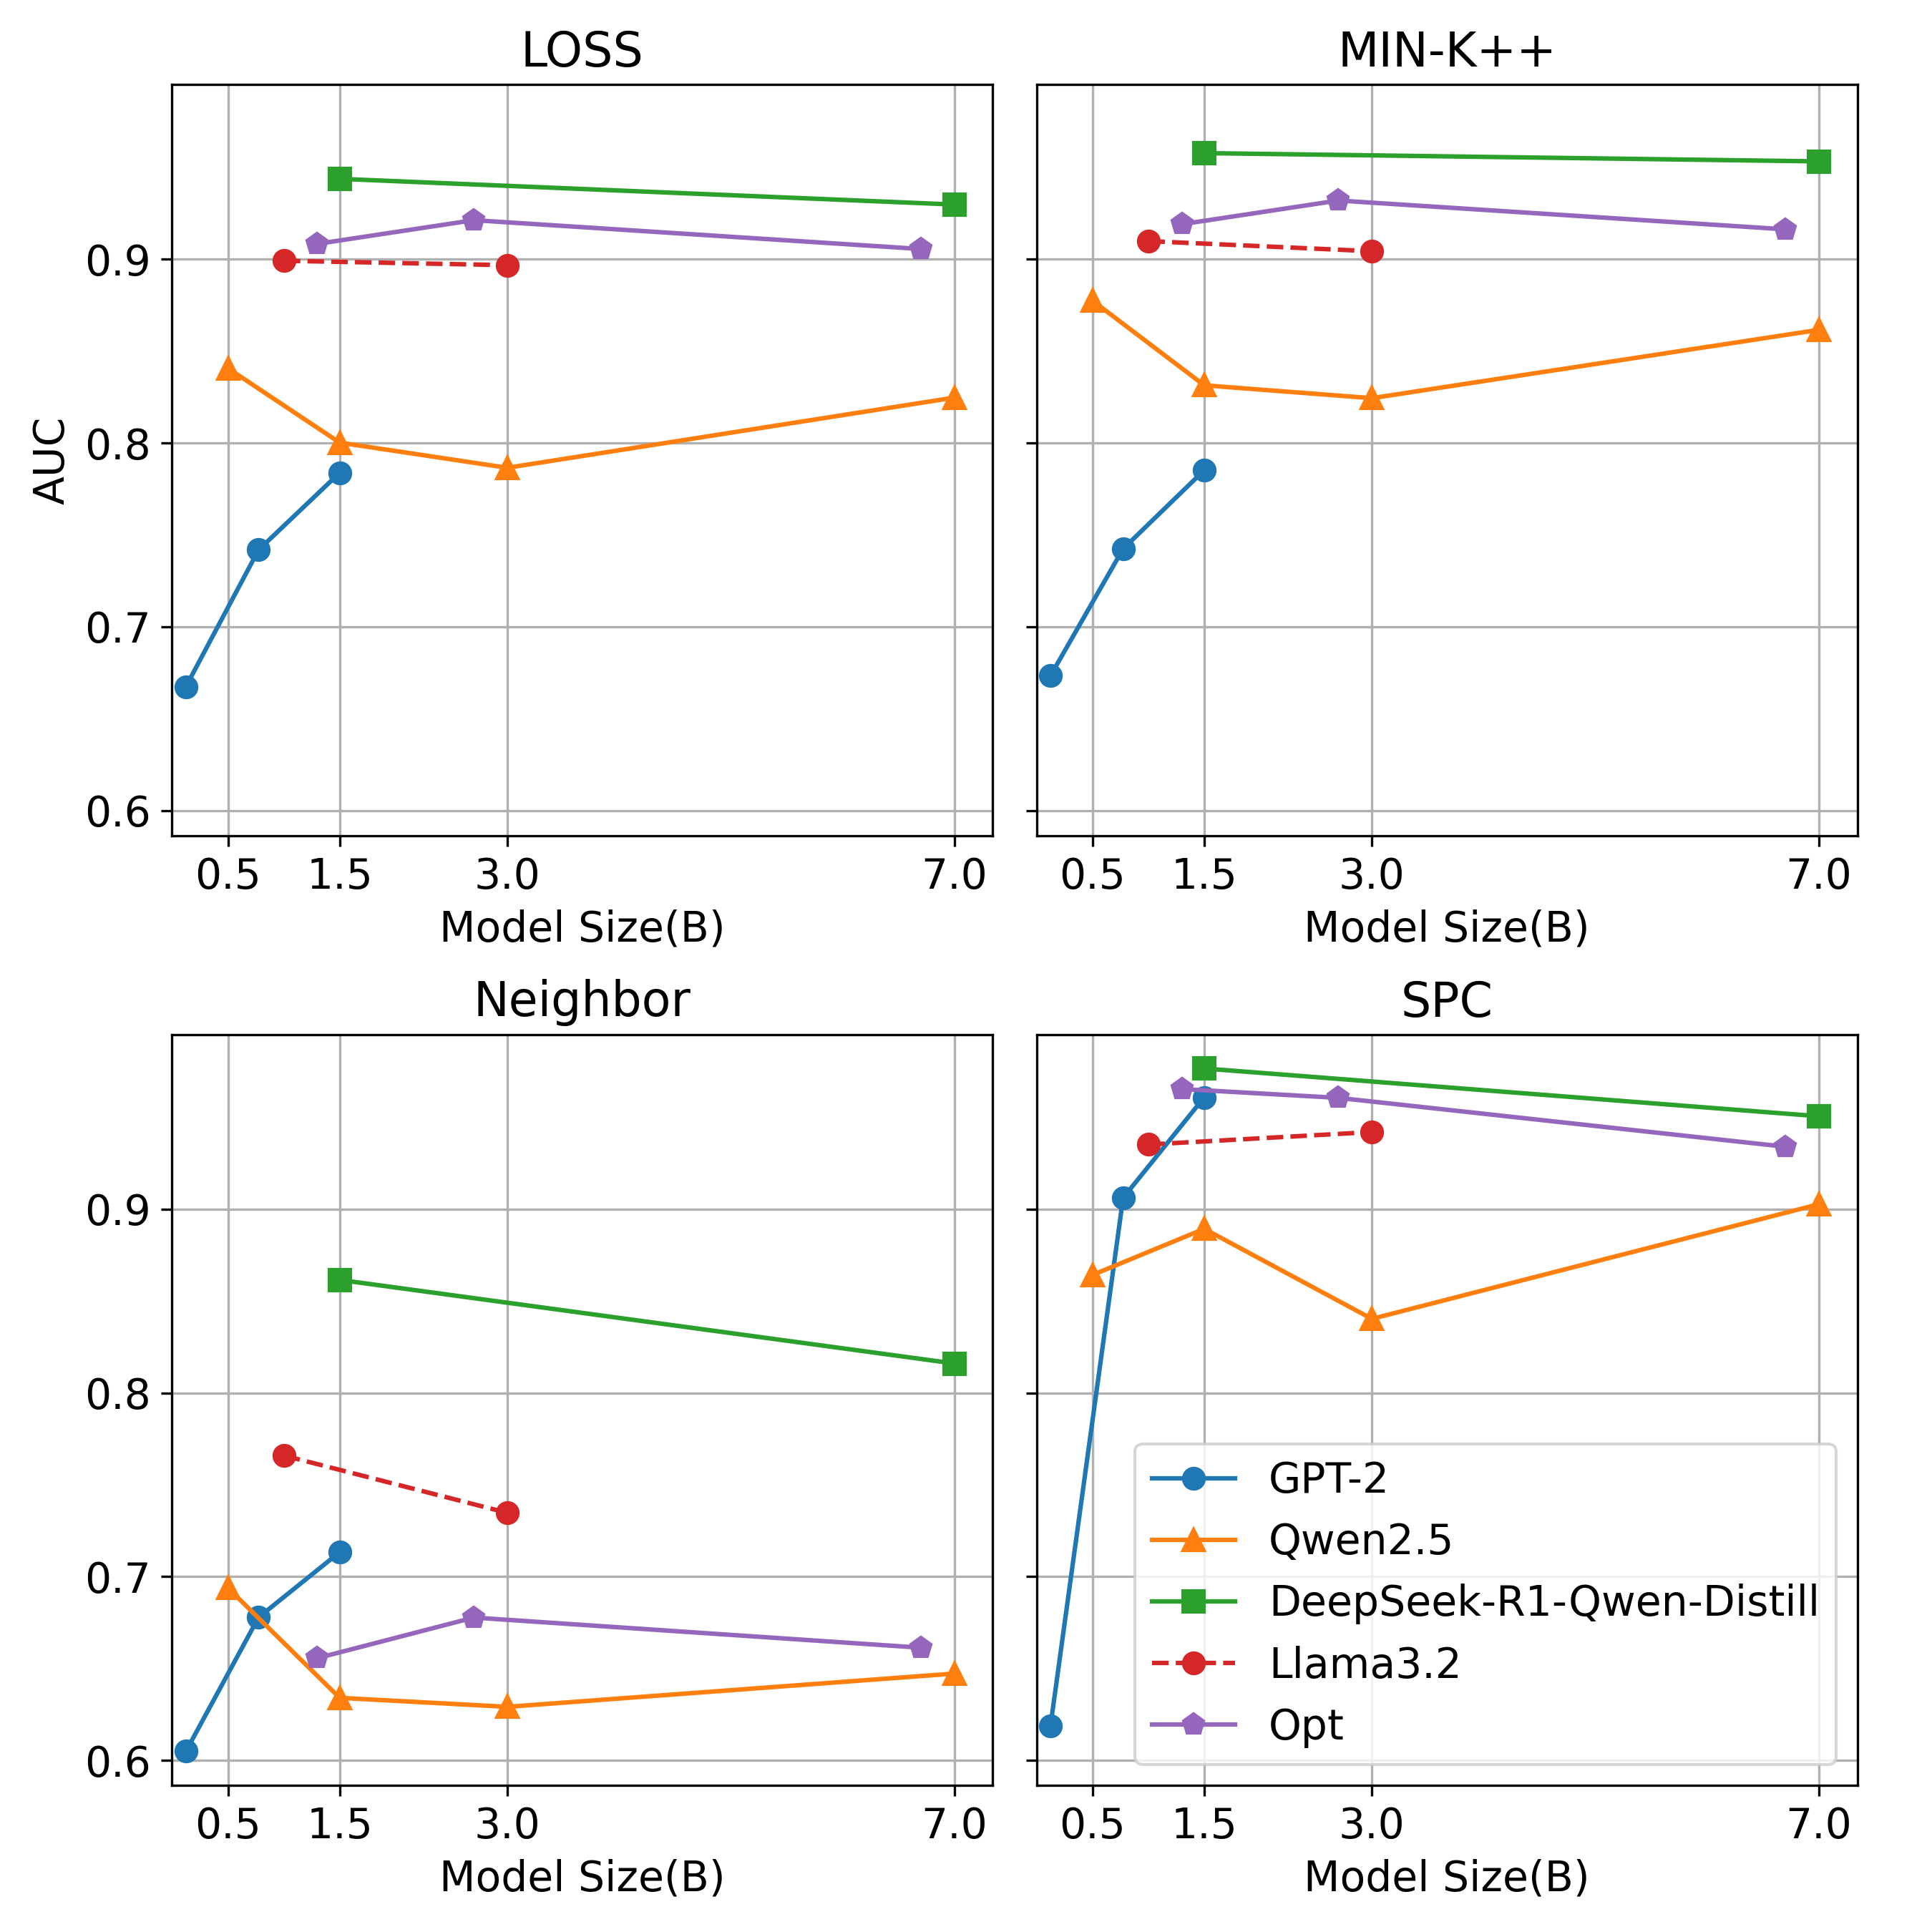 LOSS
MIN-K++
AUC
0.9
0.8
0.7
0.6
0.5 1.5 3.0 7.0
Model Size(B)
0.5 1.5 3.0 7.0
Model Size(B)
Neighbor
SPC
0.9
0.8
0.7
0.6
0.5 1.5 3.0 7.0
Model Size(B)
GPT-2
Qwen2.5
DeepSeek-R1-Qwen-Distill
Llama3.2
Opt
0.5 1.5 3.0 7.0
Model Size(B)